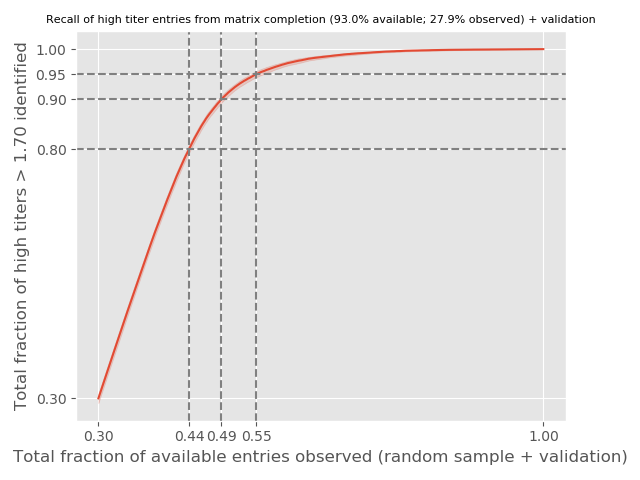 Recall of high titer entries from matrix completion (93.0% available; 27.9% observed) + validation
Total fraction of high titers > 1.70 identified
1.00
0.95
0.90
0.80
0.30
0.30 0.44 0.49 0.55 1.00
Total fraction of available entries observed (random sample + validation)